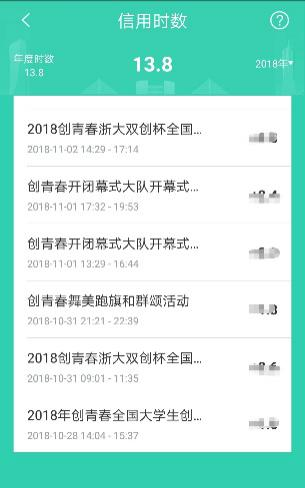 信用时数
?
年度时数
13.8
13.8
2018年
2018创青春浙大双创杯全国...
2018-11-02 14:29 - 17:14
创青春开闭幕式大队开幕式...
2018-11-01 17:32 - 19:53
创青春开闭幕式大队开幕式...
2018-11-01 13:29 - 16:44
创青春舞美跑旗和群颂活动
2018-10-31 21:21 - 22:39
2018创青春浙大双创杯全国...
2018-10-31 09:01 - 11:35
2018年创青春全国大学生创...
2018-10-28 14:04 - 15:37